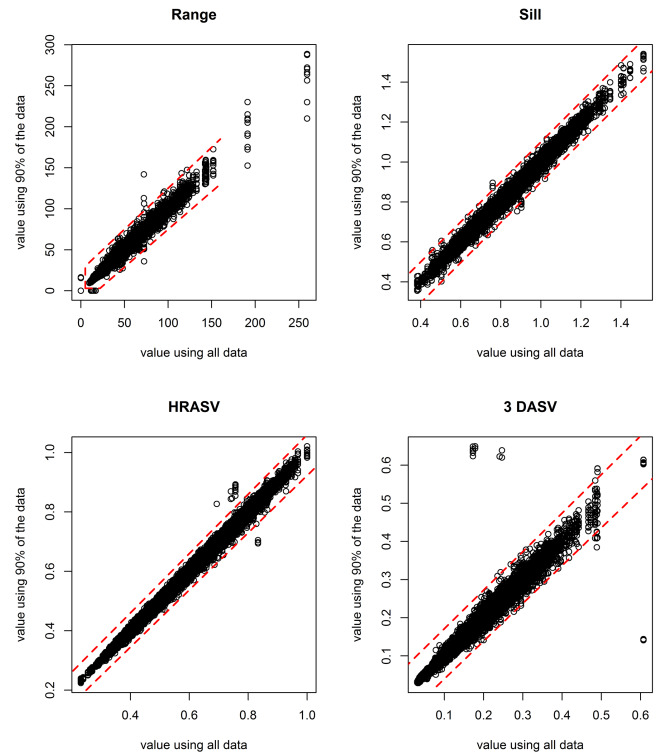 Range
Sill
value using 90% of the data
300
250
200
150
100
50
0
0 50 100 150 200 250
value using all data
value using 90% of the data
1.4
1.2
1.0
0.8
0.6
0.4
0.4 0.6 0.8 1.0 1.2 1.4
value using all data
HRASV
3 DASV
value using 90% of the data
1.0
0.8
0.6
0.4
0.2
0.4 0.6 0.8 1.0
value using all data
value using 90% of the data
0.6
0.5
0.4
0.3
0.2
0.1
0.1 0.2 0.3 0.4 0.5 0.6
value using all data